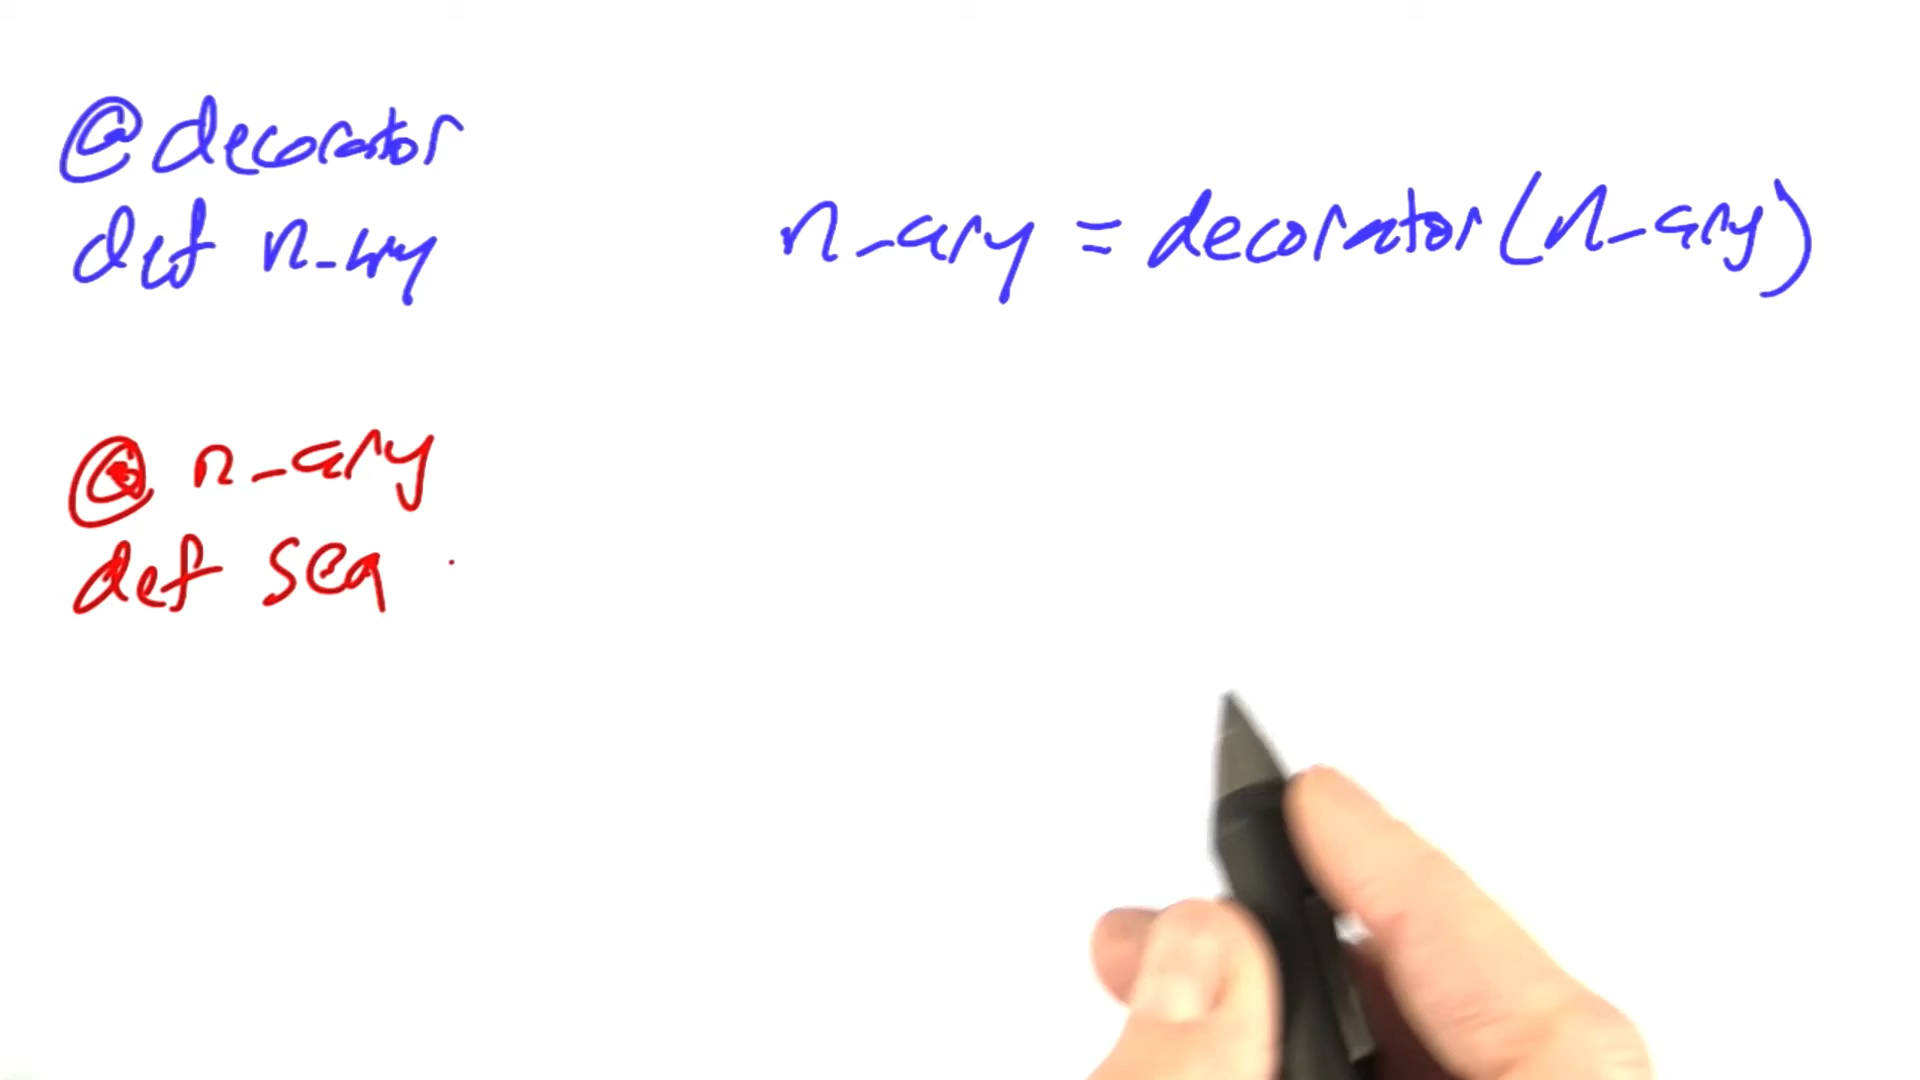 @decorator
def n_ary
n_ary = decorator(n_ary)
@ n_ary
def seq